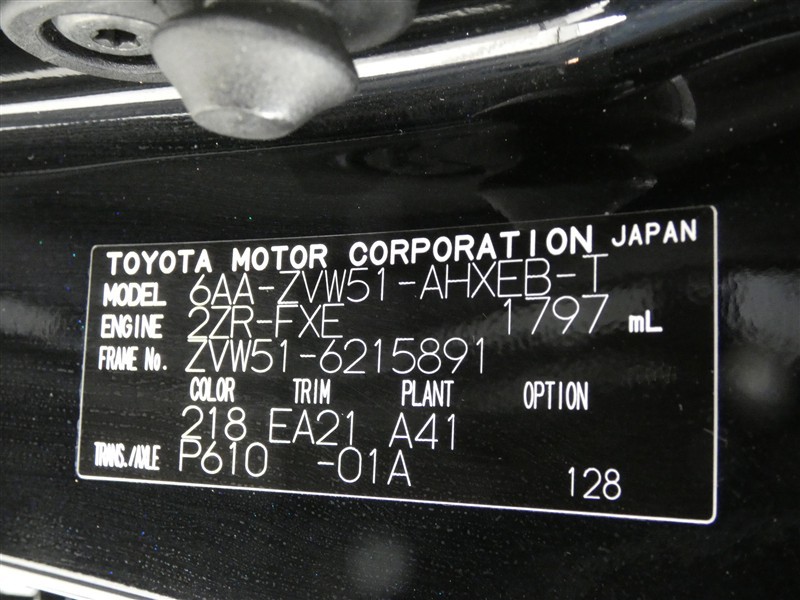 TOYOTA MOTOR CORPORATION JAPAN
MODEL 6AA-ZVW51-AHXEB-T
ENGINE 2ZR-FXE 1797 mL
FRAME No. ZVW51-6215891
COLOR TRIM PLANT OPTION
218 EA21 A41
TRANS./AXLE P610 -01A 128